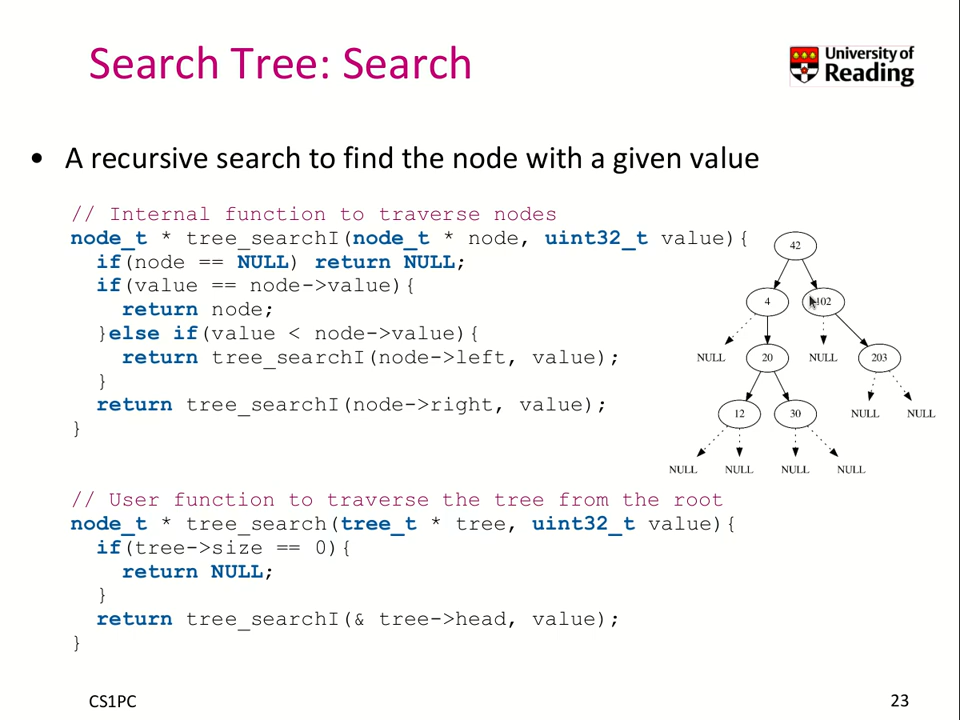 Search Tree: Search
University of
Reading
• A recursive search to find the node with a given value
// Internal function to traverse nodes
node_t * tree_searchI(node_t * node, uint32_t value){
if(node == NULL) return NULL;
if(value == node->value){
return node;
}else if(value < node->value){
return tree_searchI(node->left, value);
}
return tree_searchI(node->right, value);
}
42
4
102
NULL
20
NULL
203
12
30
NULL
NULL
NULL
NULL
NULL
NULL
// User function to traverse the tree from the root
node_t * tree_search(tree_t * tree, uint32_t value){
if(tree->size == 0){
return NULL;
}
return tree_searchI(& tree->head, value);
}
CS1PC
23